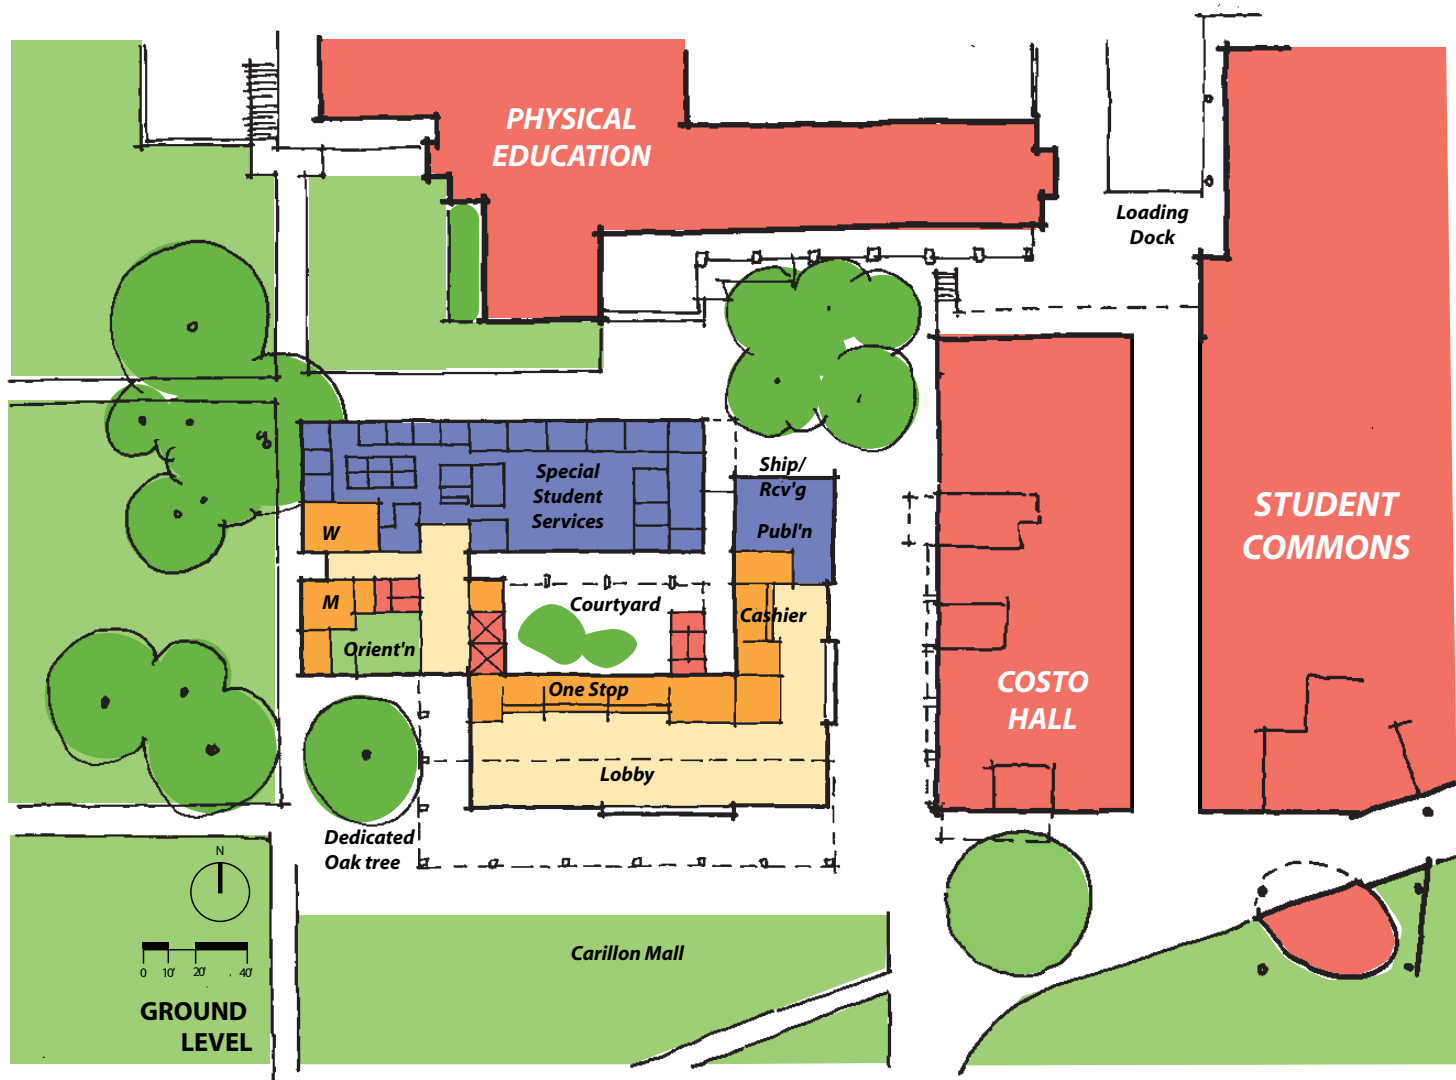 PHYSICAL
EDUCATION
Loading
Dock
Special
Student
Services
Ship/
Rcv'g
Publ'n
STUDENT
COMMONS
W
M
Orient'n
Courtyard
Cashier
One Stop
COSTO
HALL
Lobby
Dedicated
Oak tree
N
0 10' 20' 40'
Carillon Mall
GROUND
LEVEL